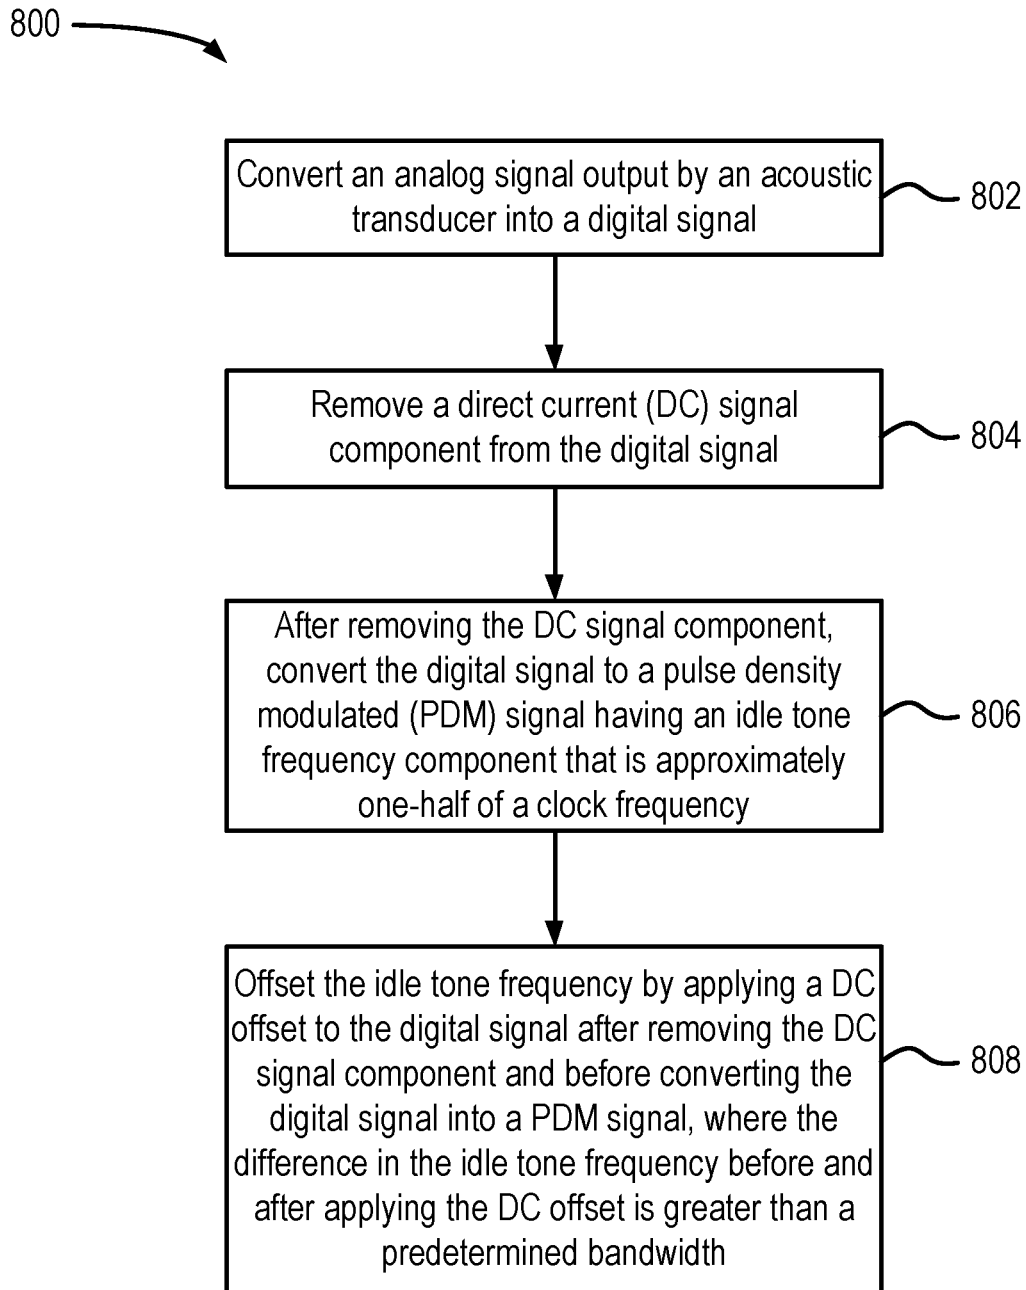 800
Convert an analog signal output by an acoustic
transducer into a digital signal
802
Remove a direct current (DC) signal
component from the digital signal
804
After removing the DC signal component,
convert the digital signal to a pulse density
modulated (PDM) signal having an idle tone
frequency component that is approximately
one-half of a clock frequency
806
Offset the idle tone frequency by applying a DC
offset to the digital signal after removing the DC
signal component and before converting the
digital signal into a PDM signal, where the
difference in the idle tone frequency before and
after applying the DC offset is greater than a
predetermined bandwidth
808